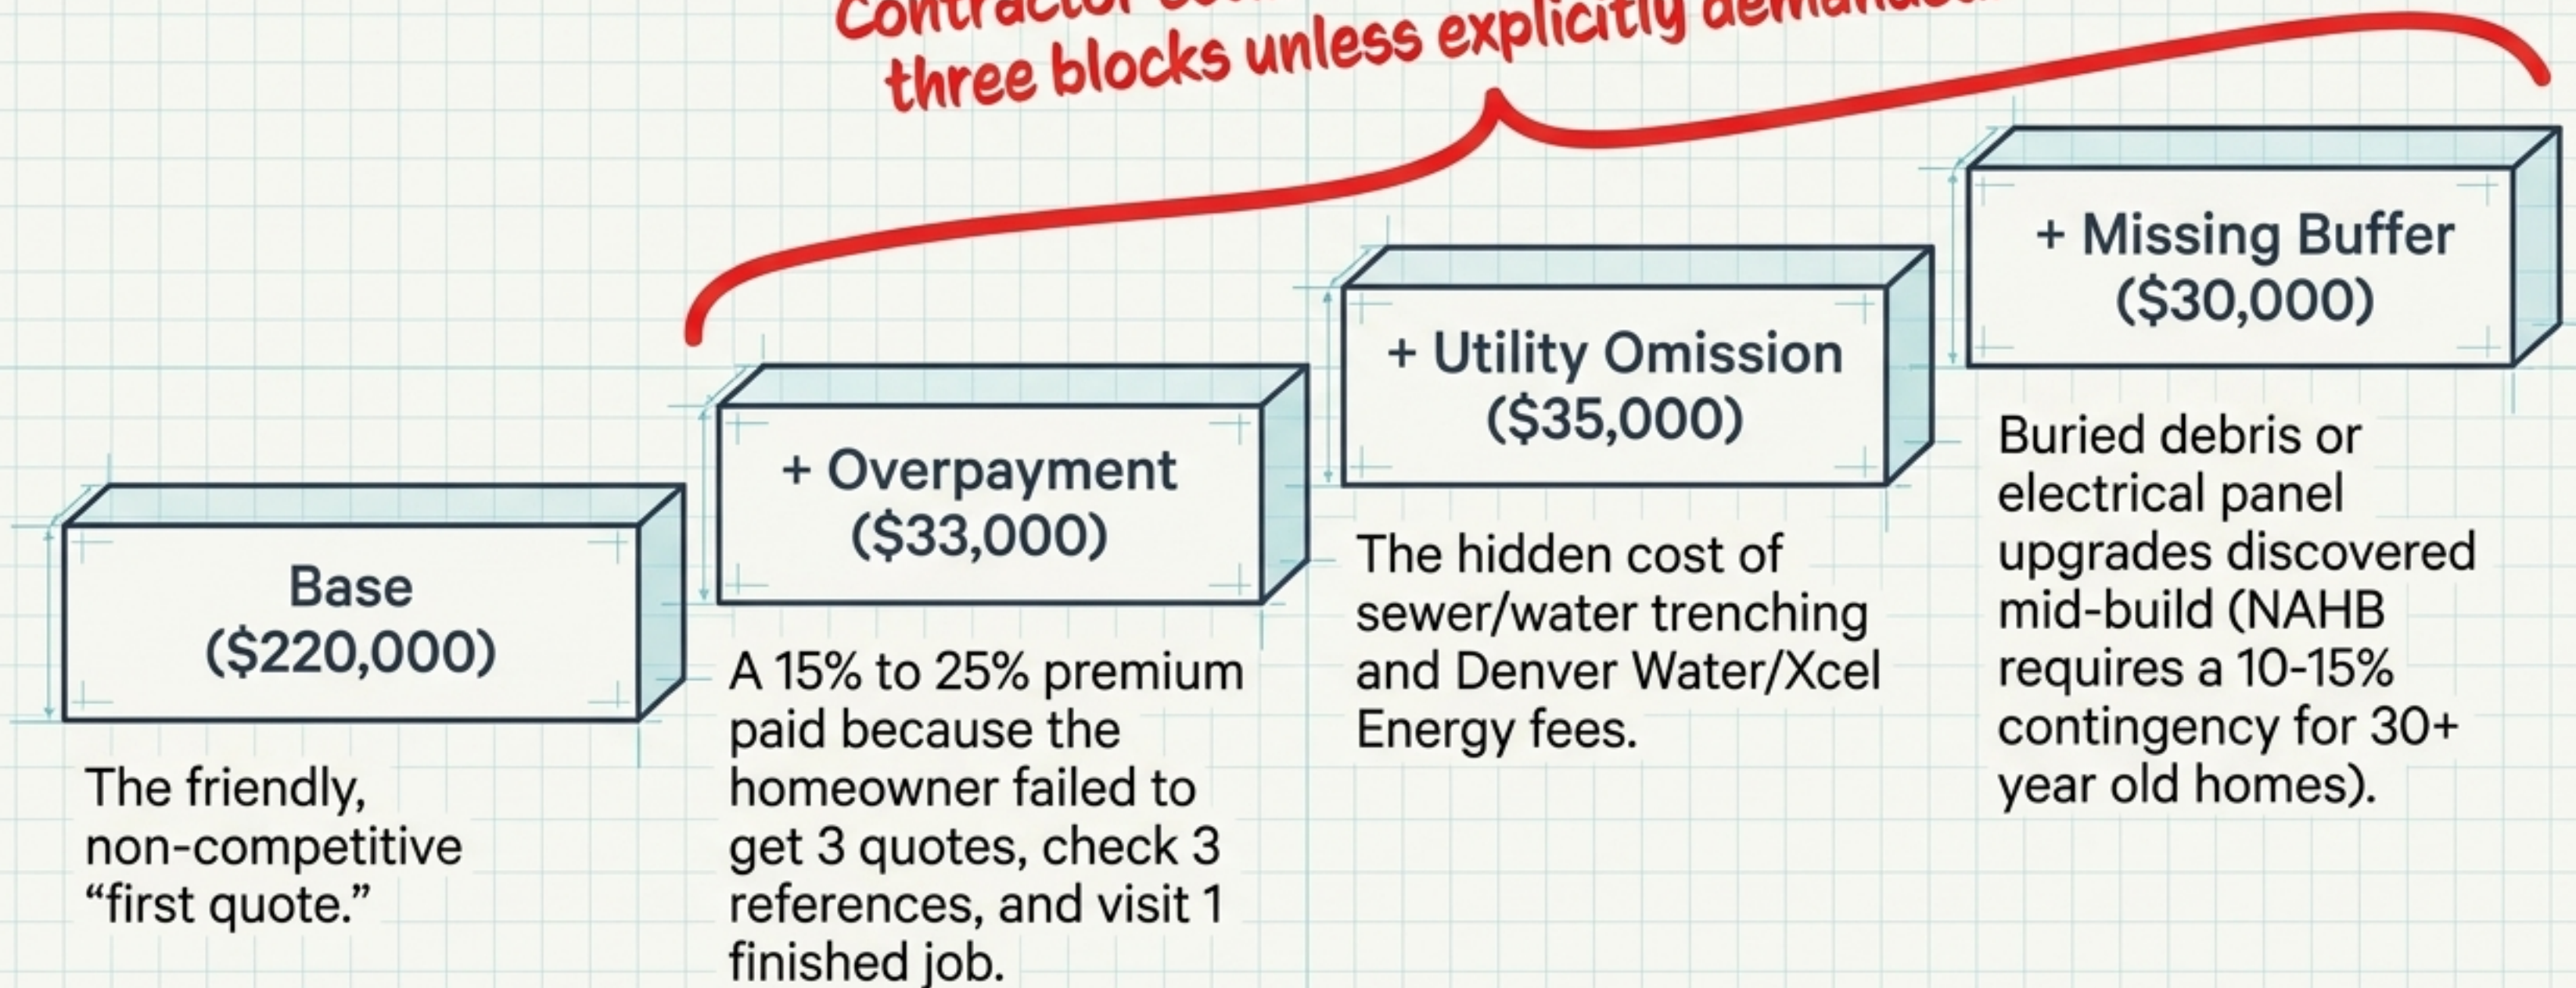 three blocks unless explicitly
Base
($220,000)
The friendly,
non-competitive
“first quote.”
+ Overpayment
($33,000)
A 15% to 25% premium
paid because the
homeowner failed to
get 3 quotes, check 3
references, and visit 1
finished job.
+ Utility Omission
($35,000)
The hidden cost of
sewer/water trenching
and Denver Water/Xcel
Energy fees.
+ Missing Buffer
($30,000)
Buried debris or
electrical panel
upgrades discovered
mid-build (NAHB
requires a 10-15%
contingency for 30+
year old homes).